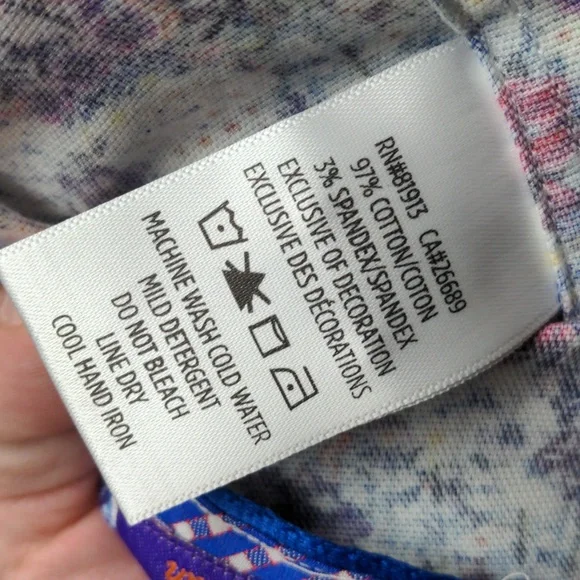 RN#81913 CA#26689
97% COTTON/COTON
3% SPANDEX/SPANDEX
EXCLUSIVE OF DECORATION
EXCLUSIVE DES DÉCORATIONS
MACHINE WASH COLD WATER
MILD DETERGENT
DO NOT BLEACH
LINE DRY
COOL HAND IRON